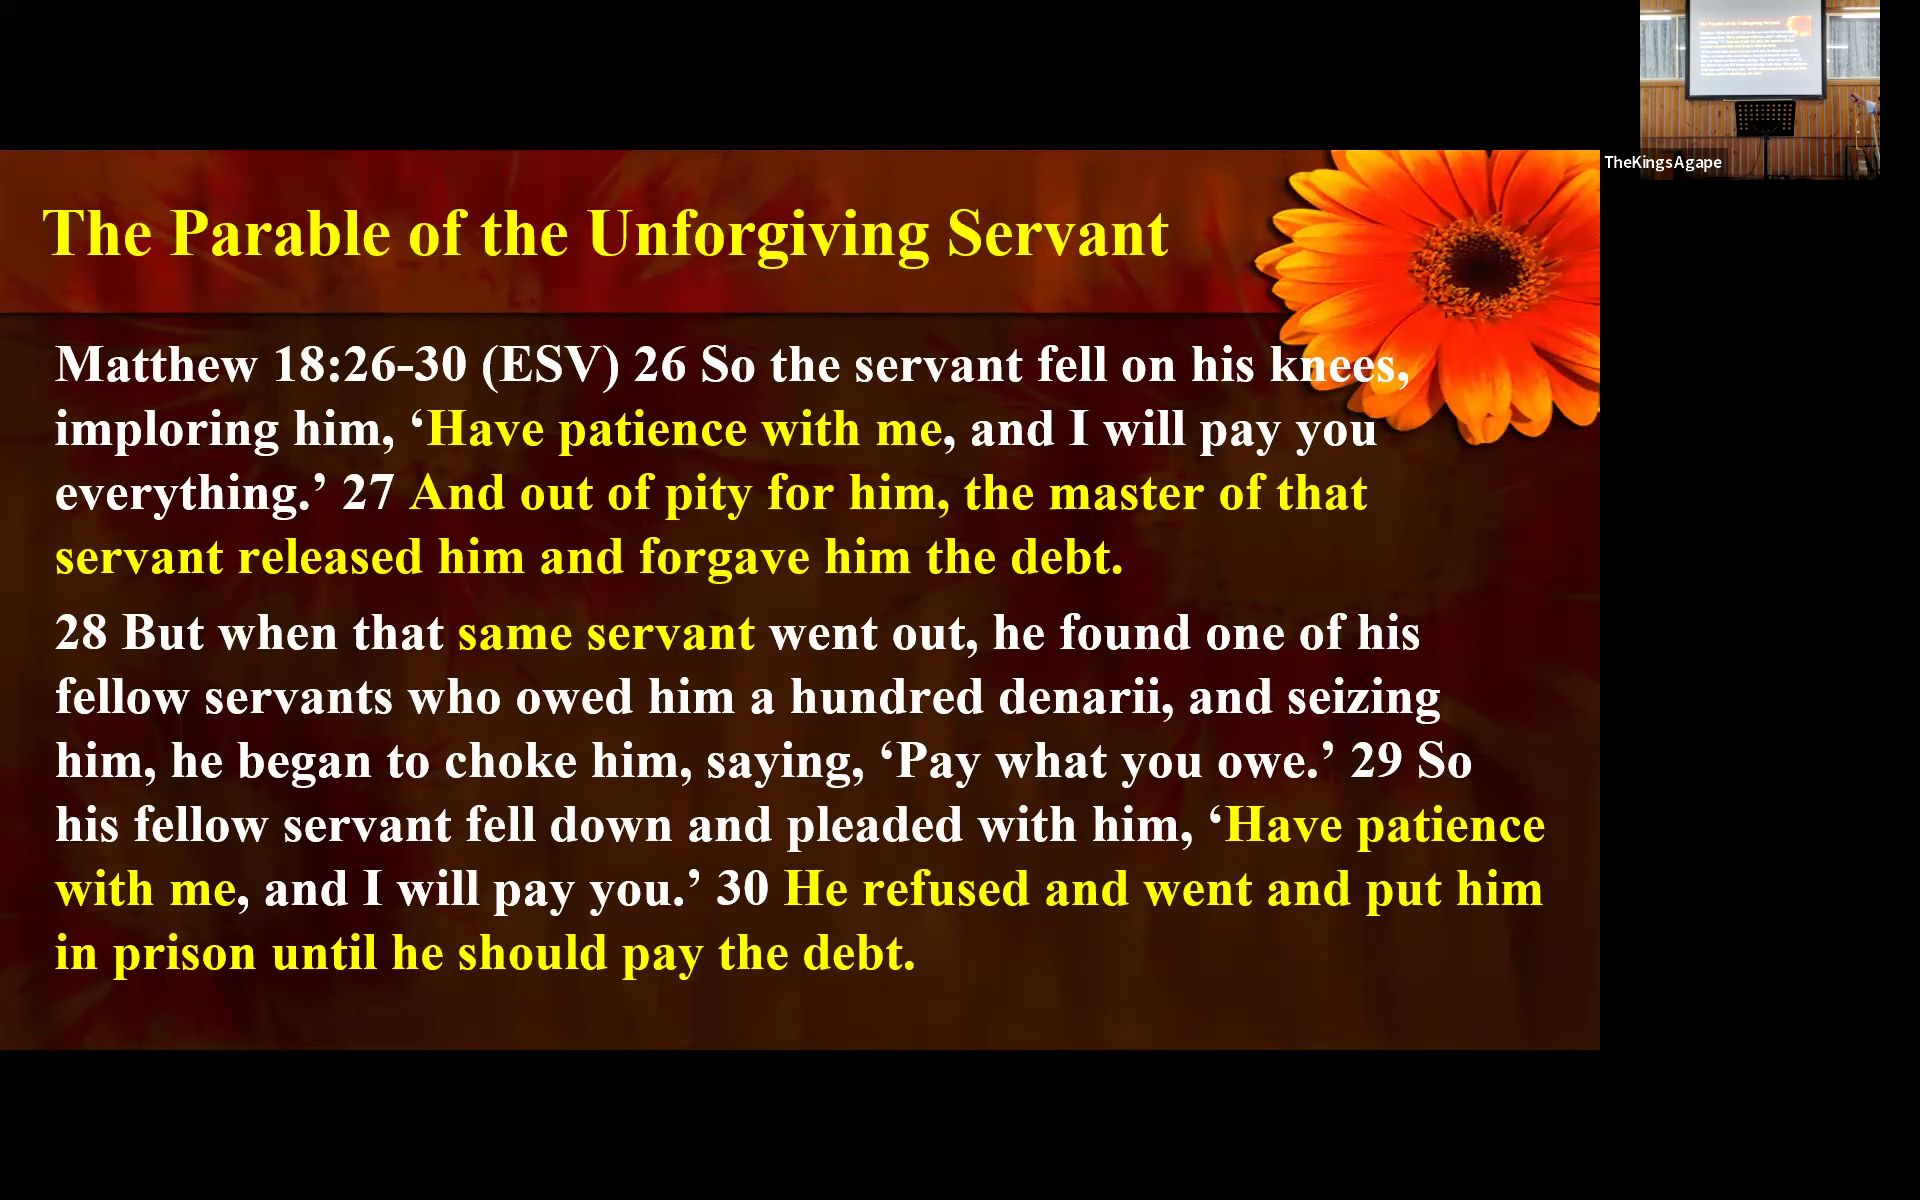 The Parable of the Unforgiving Servant
Matthew 18:26-30 (ESV) 26 So the servant fell on his knees,
imploring him, ‘Have patience with me, and I will pay you
everything.’ 27 And out of pity for him, the master of that
servant released him and forgave him the debt.
28 But when that same servant went out, he found one of his
fellow servants who owed him a hundred denarii, and seizing
him, he began to choke him, saying, ‘Pay what you owe.’ 29 So
his fellow servant fell down and pleaded with him, ‘Have patience
with me, and I will pay you.’ 30 He refused and went and put him
in prison until he should pay the debt.
TheKingsAgape